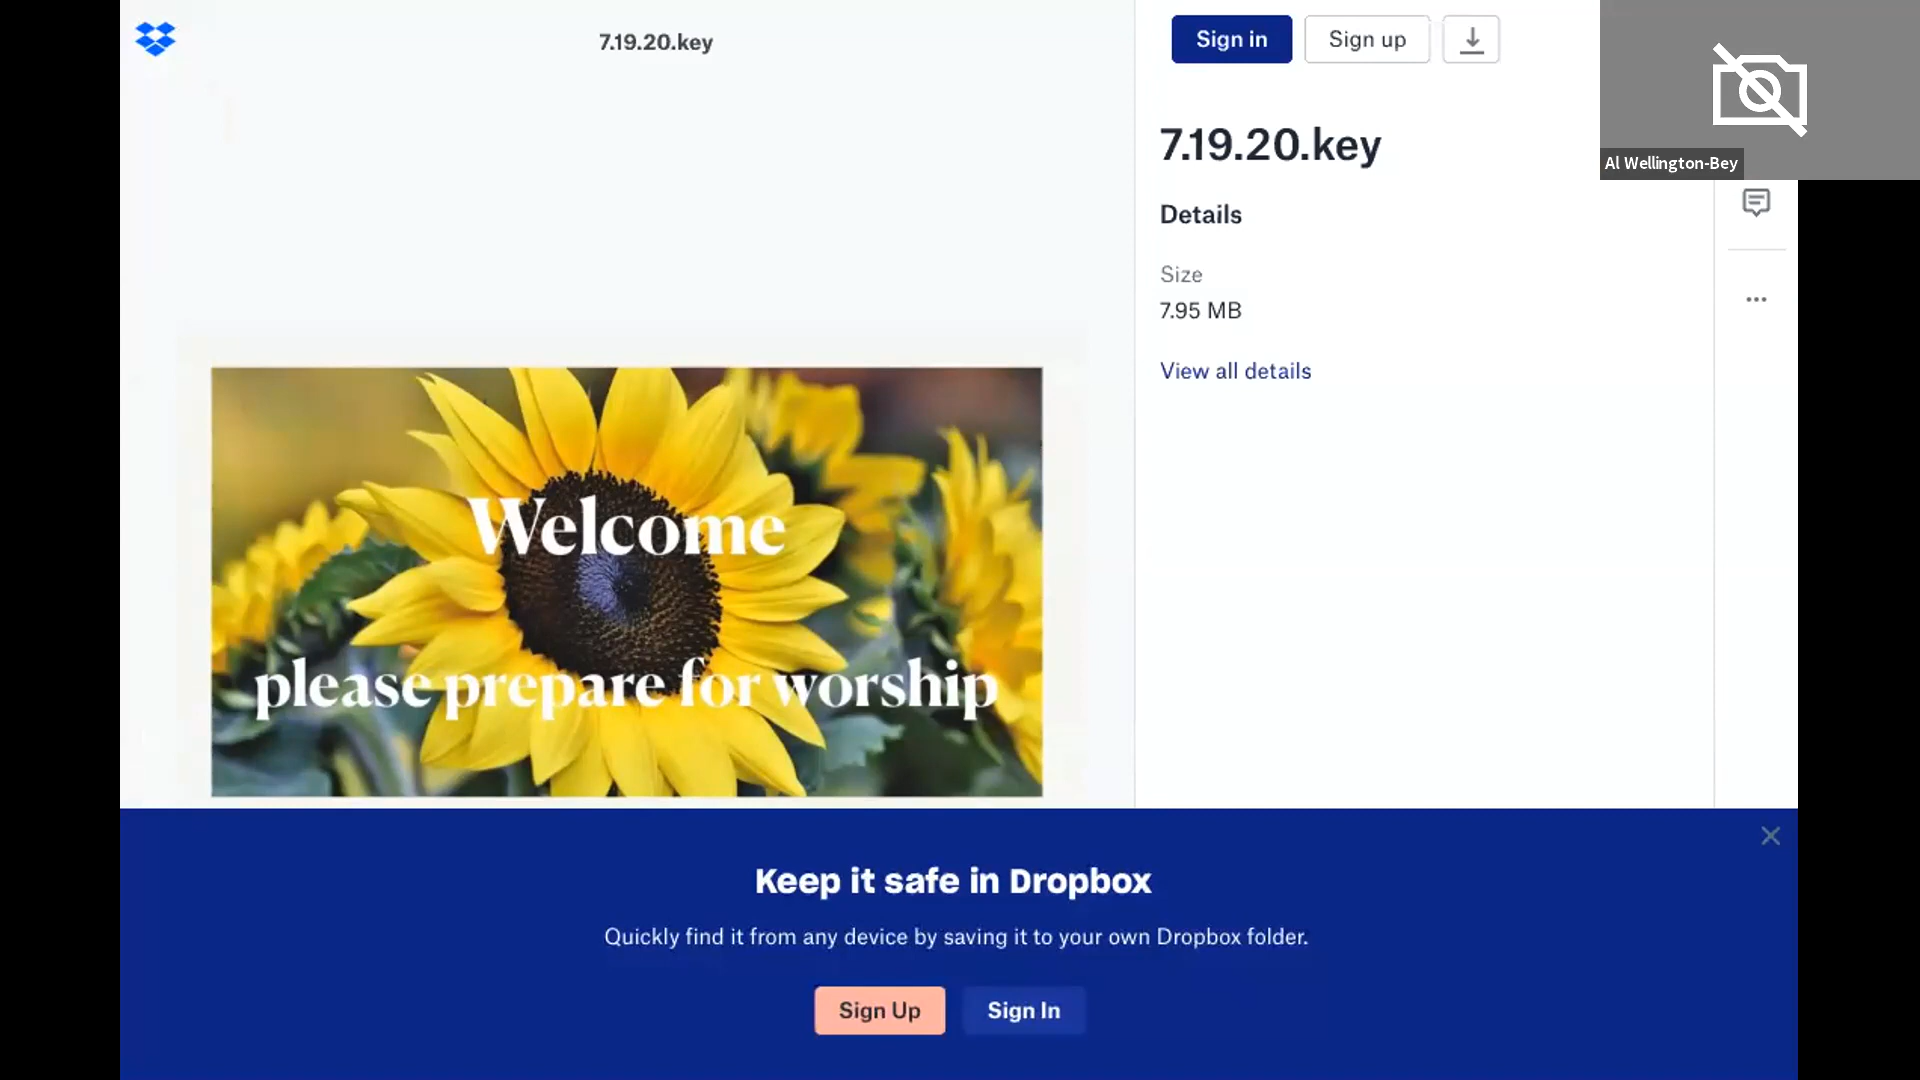 7.19.20.key
Sign in
Sign up
Al Wellington-Bey
7.19.20.key
Details
Size
7.95 MB
View all details
Welcome
please prepare for worship
Keep it safe in Dropbox
Quickly find it from any device by saving it to your own Dropbox folder.
Sign Up
Sign In